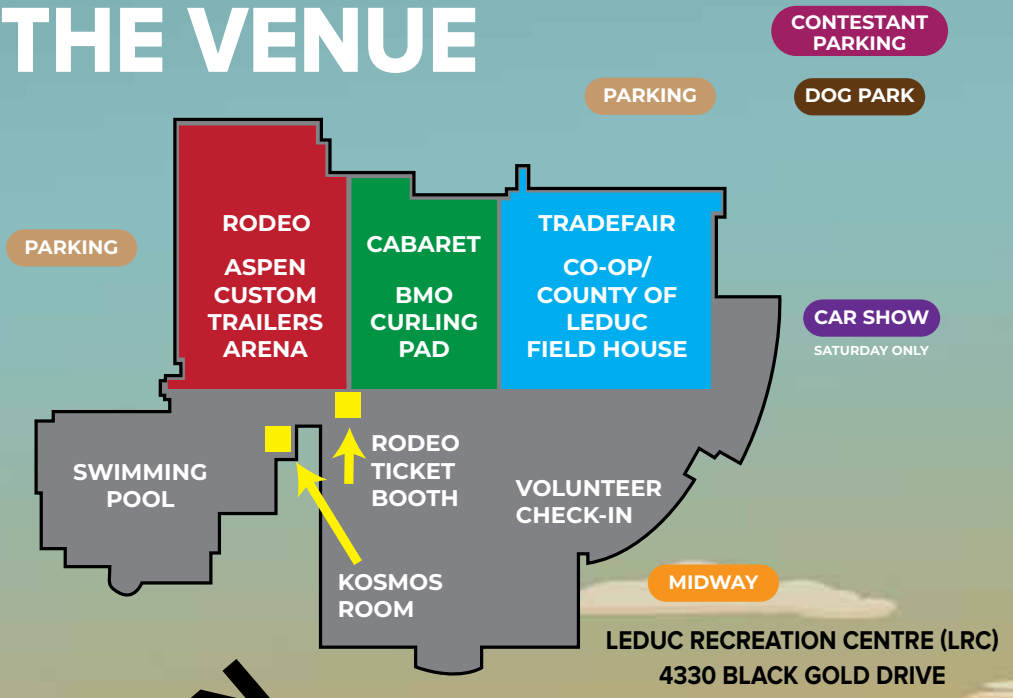 THE VENUE
CONTESTANT
PARKING
PARKING
DOG PARK
PARKING
RODEO
ASPEN
CUSTOM
TRAILERS
ARENA
CABARET
BMO
CURLING
PAD
TRADEFAIR
CO-OP/
COUNTY OF
LEDUC
FIELD HOUSE
CAR SHOW
SATURDAY ONLY
SWIMMING
POOL
RODEO
TICKET
BOOTH
VOLUNTEER
CHECK-IN
KOSMOS
ROOM
MIDWAY
LEDUC RECREATION CENTRE (LRC)
4330 BLACK GOLD DRIVE